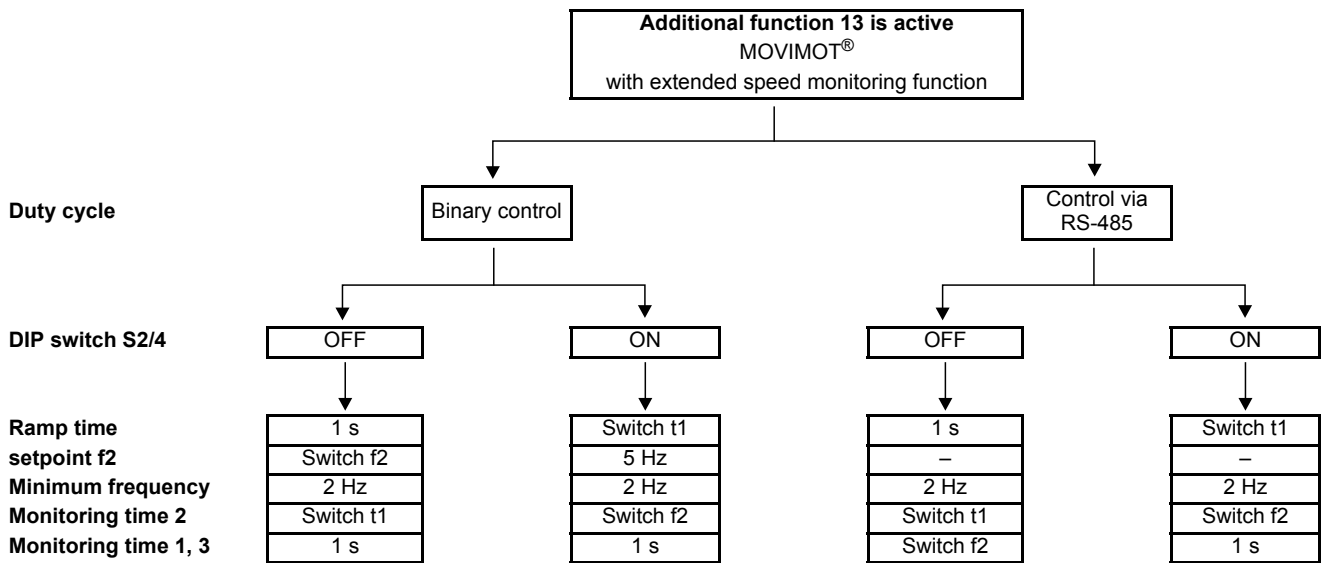 Additional function 13 is active
MOVIMOT®
with extended speed monitoring function
Duty cycle
Binary control
Control via
RS-485
DIP switch S2/4
OFF
ON
OFF
ON
Ramp time 1 s Switch t1 1 s Switch t1
setpoint f2 Switch f2 5 Hz – –
Minimum frequency 2 Hz 2 Hz 2 Hz 2 Hz
Monitoring time 2 Switch t1 Switch f2 Switch t1 Switch f2
Monitoring time 1, 3 1 s 1 s Switch f2 1 s